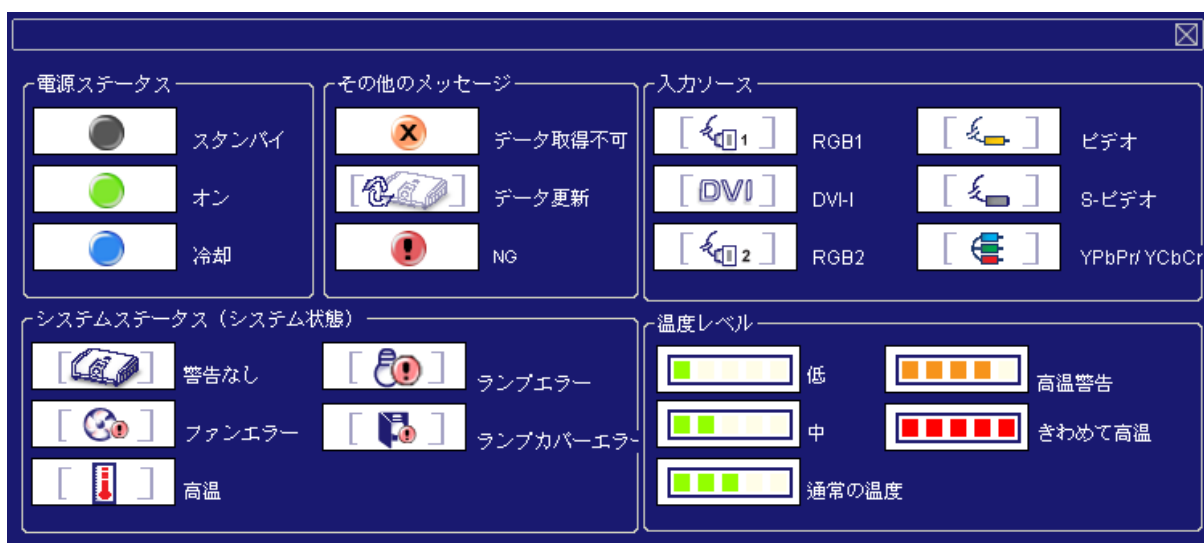 電源ステータス
スタンバイ
オン
冷却
その他のメッセージ
データ取得不可
データ更新
NG
入力ソース
1
RGB1
ビデオ
DVI
DVI-I
S-ビデオ
2
RGB2
YPbPr/YCbCr
システムステータス（システム状態）
警告なし
ランプエラー
ファンエラー
ランプカバーエラー
高温
温度レベル
低
高温警告
中
きわめて高温
通常の温度